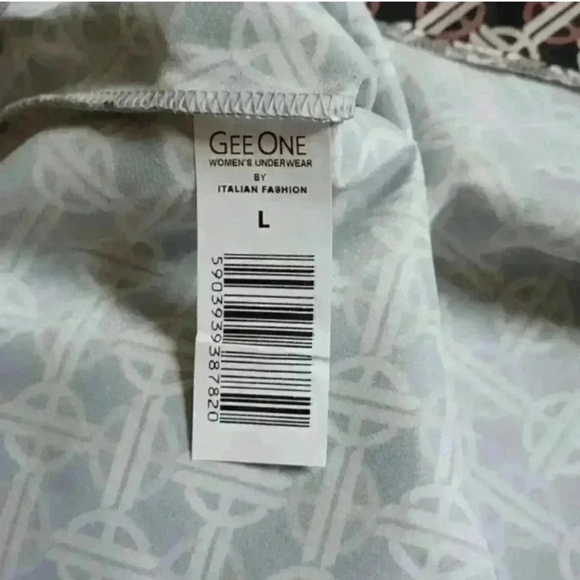 GEE ONE
WOMEN'S UNDERWEAR
BY
ITALIAN FASHION
L
5903939387820